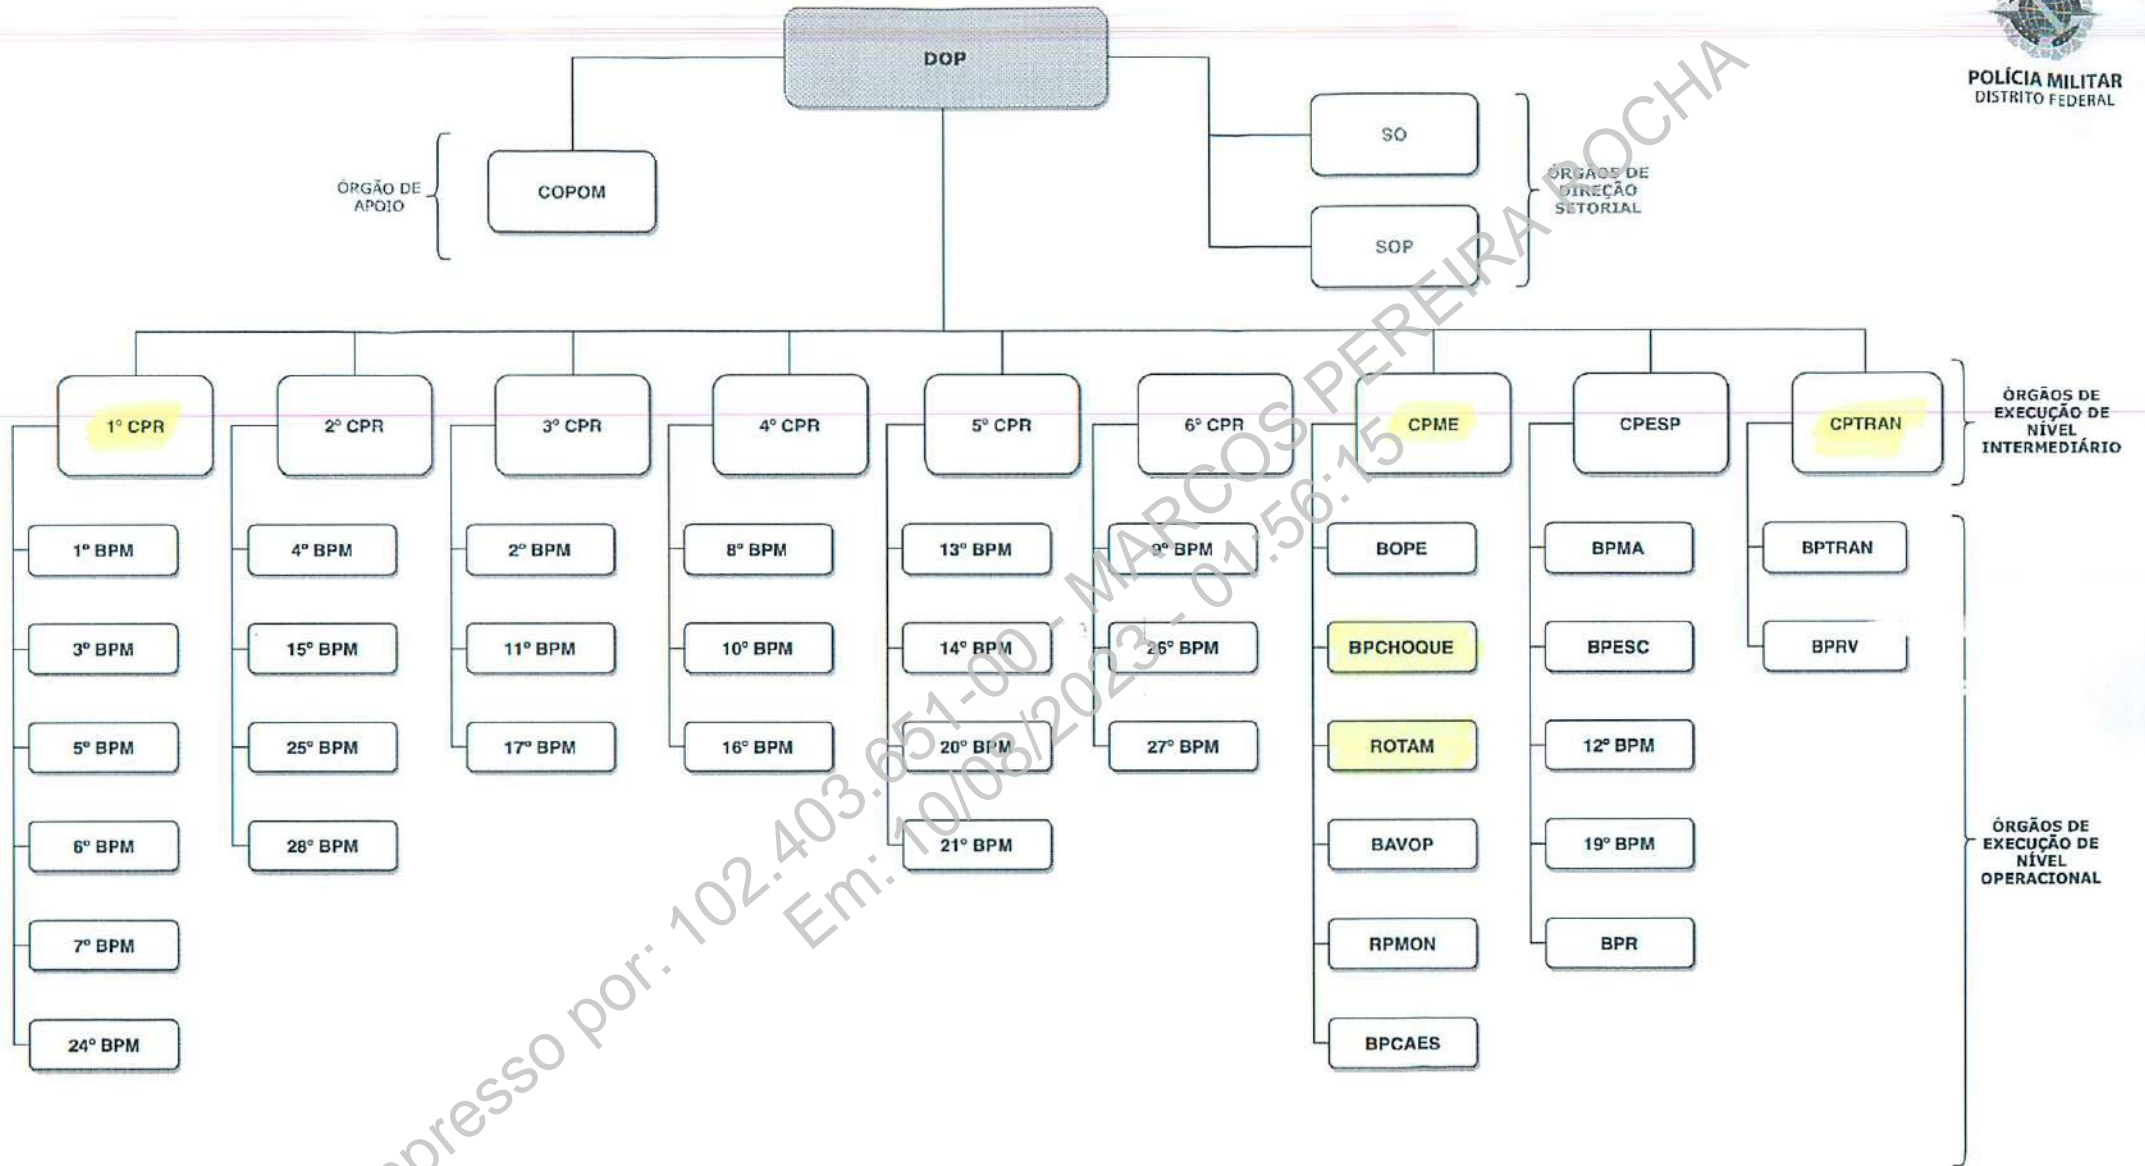 DOP
POLÍCIA MILITAR
DISTRITO FEDERAL
SO
ÓRGÃO DE
APOIO
COPOM
ÓRGÃOS DE
DIREÇÃO
SETORIAL
SOP
1º CPR
2º CPR
3º CPR
4º CPR
5º CPR
6º CPR
CPME
CPESP
CPTRAN
ÓRGÃOS DE
EXECUÇÃO DE
NÍVEL
INTERMEDIÁRIO
1º BPM
4º BPM
2º BPM
8º BPM
13º BPM
9º BPM
BOPE
BPMA
BPTRAN
3º BPM
15º BPM
11º BPM
10º BPM
14º BPM
26º BPM
BPCHOQUE
BPESC
BPRV
5º BPM
25º BPM
17º BPM
16º BPM
20º BPM
27º BPM
ROTAM
12º BPM
6º BPM
28º BPM
21º BPM
BAVOP
19º BPM
ÓRGÃOS DE
EXECUÇÃO DE
NÍVEL
OPERACIONAL
7º BPM
RPMON
BPR
24º BPM
BPCAES
presso por: 102.403.651-00 - MARCOS PEREIRA ROCHA
Em: 10/08/2023 - 01:56:15